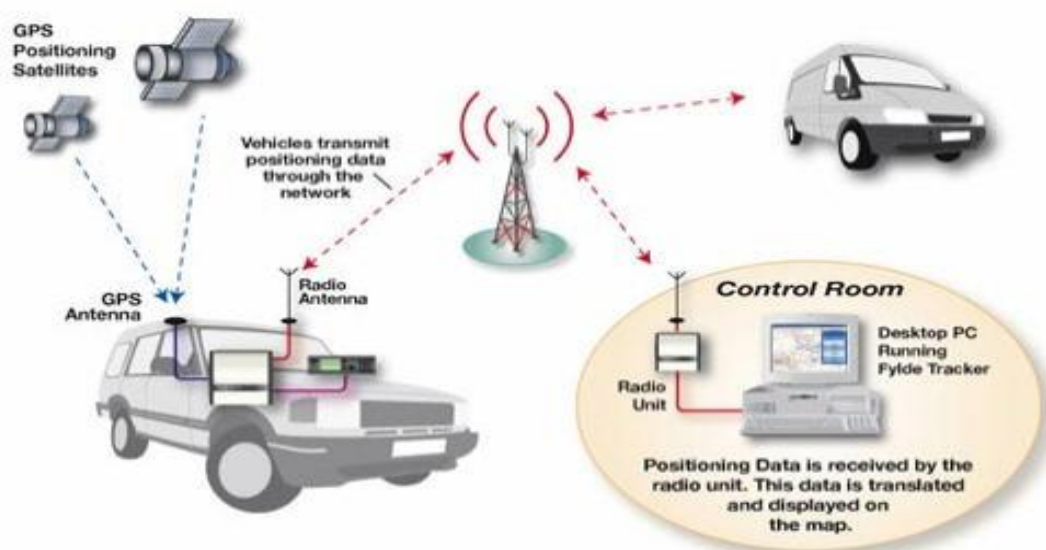 GPS
Positioning
Satellites
Vehicles transmit
positioning data
through the
network
GPS
Antenna
Radio
Antenna
Control Room
Desktop PC
Running
Fylde Tracker
Radio
Unit
Positioning Data is received by the
radio unit. This data is translated
and displayed on
the map.